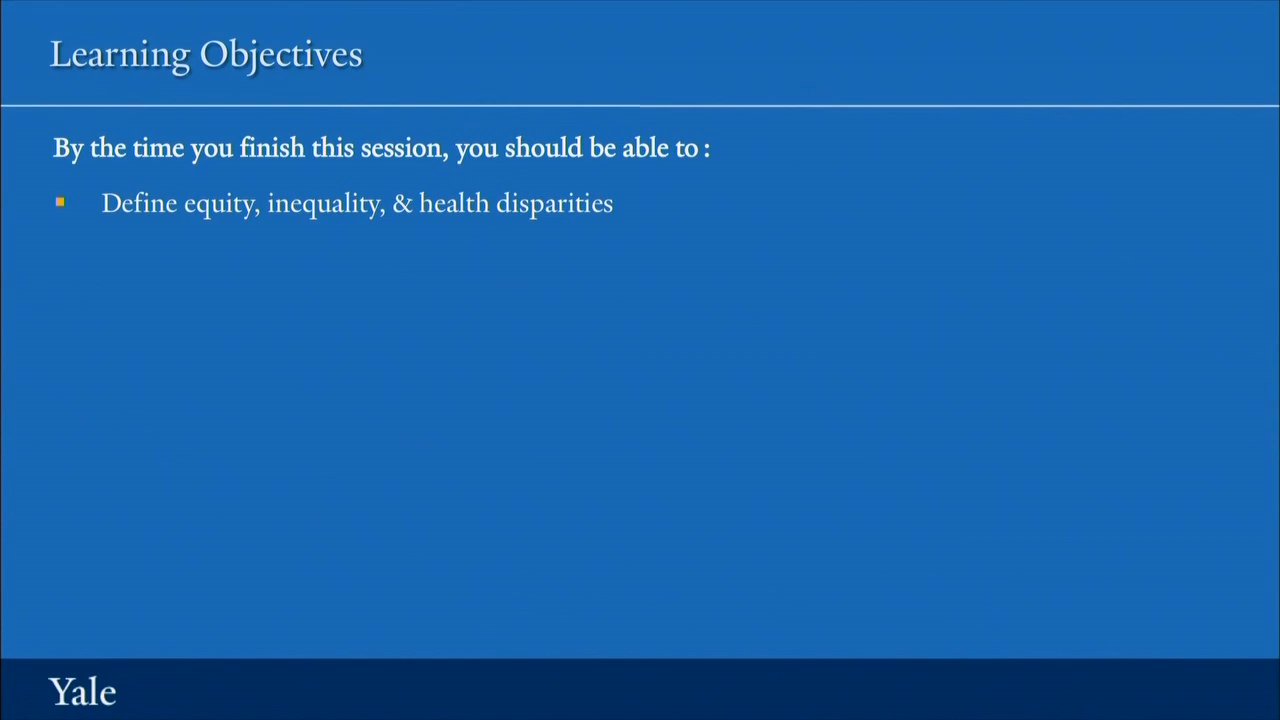 Learning Objectives
By the time you finish this session, you should be able to :
Define equity, inequality, & health disparities
Yale